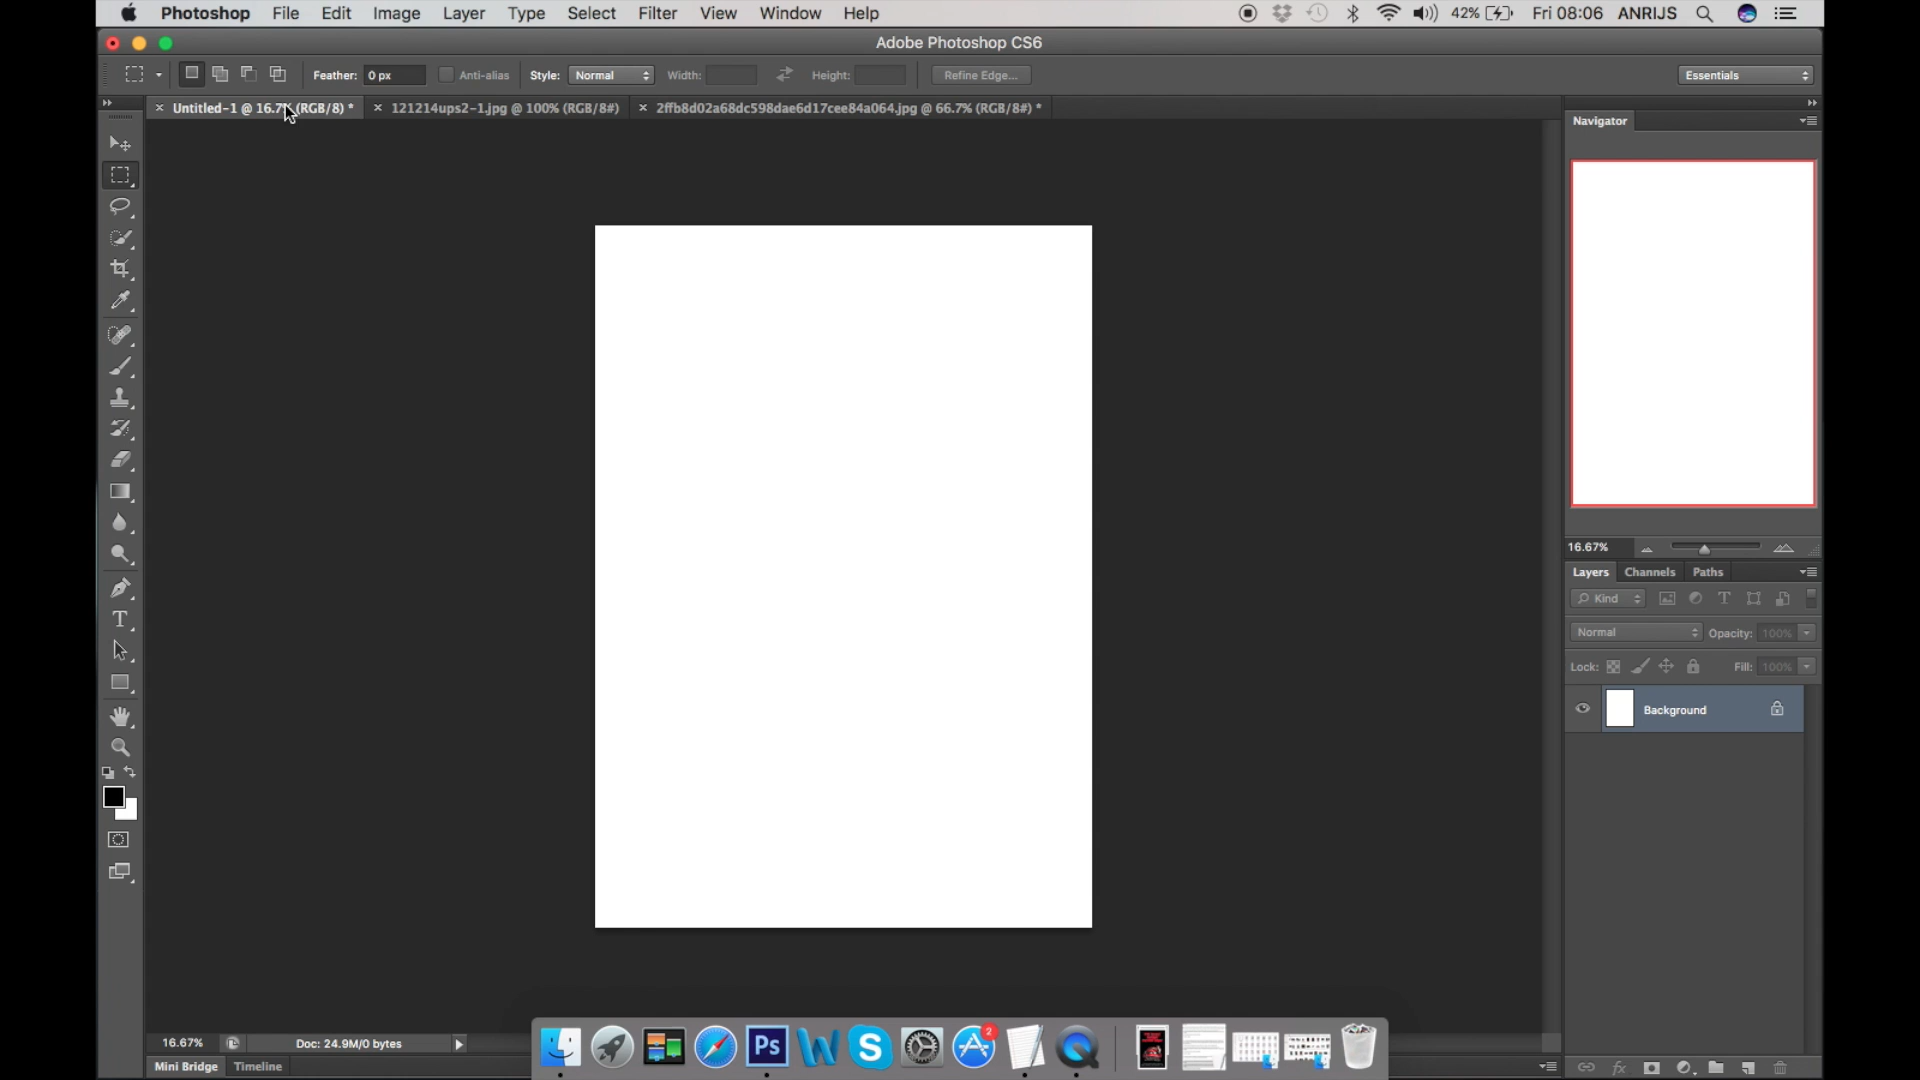 Photoshop File Edit Image Layer Type Select Filter View Window Help 42% Fri 08:06 ANRIJS
Adobe Photoshop CS6
Feather: 0 px Anti-alias Style: Normal Width: Height: Refine Edge... Essentials
Untitled-1 @ 16.7% (RGB/8) * 121214ups2-1.jpg @ 100% (RGB/8#) 2ffb8d02a68dc598dae6d17cee84a064.jpg @ 66.7% (RGB/8#) *
Navigator
16.67%
Layers Channels Paths
Kind
Normal Opacity: 100%
Lock: Fill: 100%
Background
16.67% Doc: 24.9M/0 bytes
Ps W S 2
Mini Bridge Timeline
fx